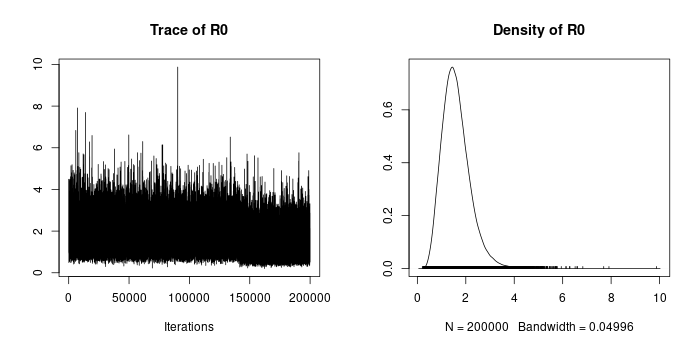 Trace of R0
10
8
6
4
2
0
0 50000 100000 150000 200000
Iterations
Density of R0
0.6
0.4
0.2
0.0
0 2 4 6 8 10
N = 200000 Bandwidth = 0.04996